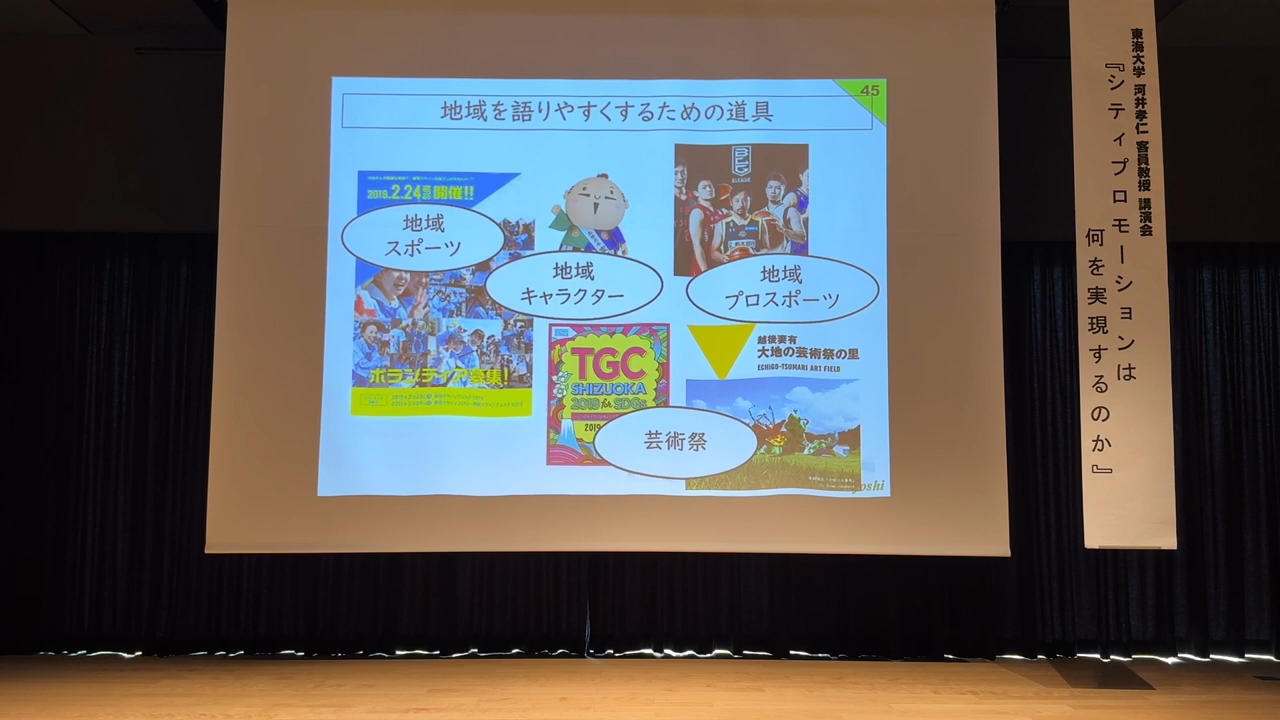 45
地域を語りやすくするための道具
2019.2.24 開催!!
地域
スポーツ
ボランティア募集!
地域
キャラクター
B.LEAGUE
地域
プロスポーツ
TGC
SHIZUOKA
2019 for SDGs
2019
越後妻有
大地の芸術祭の里
ECHIGO-TSUMARI ART FIELD
芸術祭
東海大学 河井孝仁 客員教授 講演会
『シティプロモーションは
何を実現するのか』